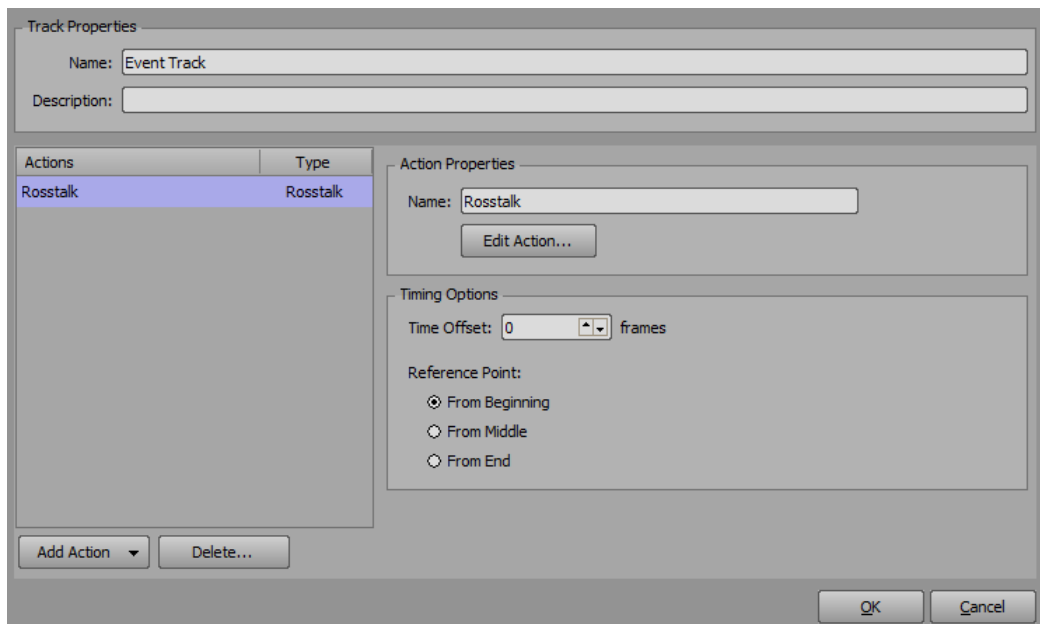 Track Properties
Name: Event Track
Description:
Actions Type
Rosstalk Rosstalk
Add Action Delete...
Action Properties
Name: Rosstalk
Edit Action...
Timing Options
Time Offset: 0 frames
Reference Point:
From Beginning
From Middle
From End
OK Cancel